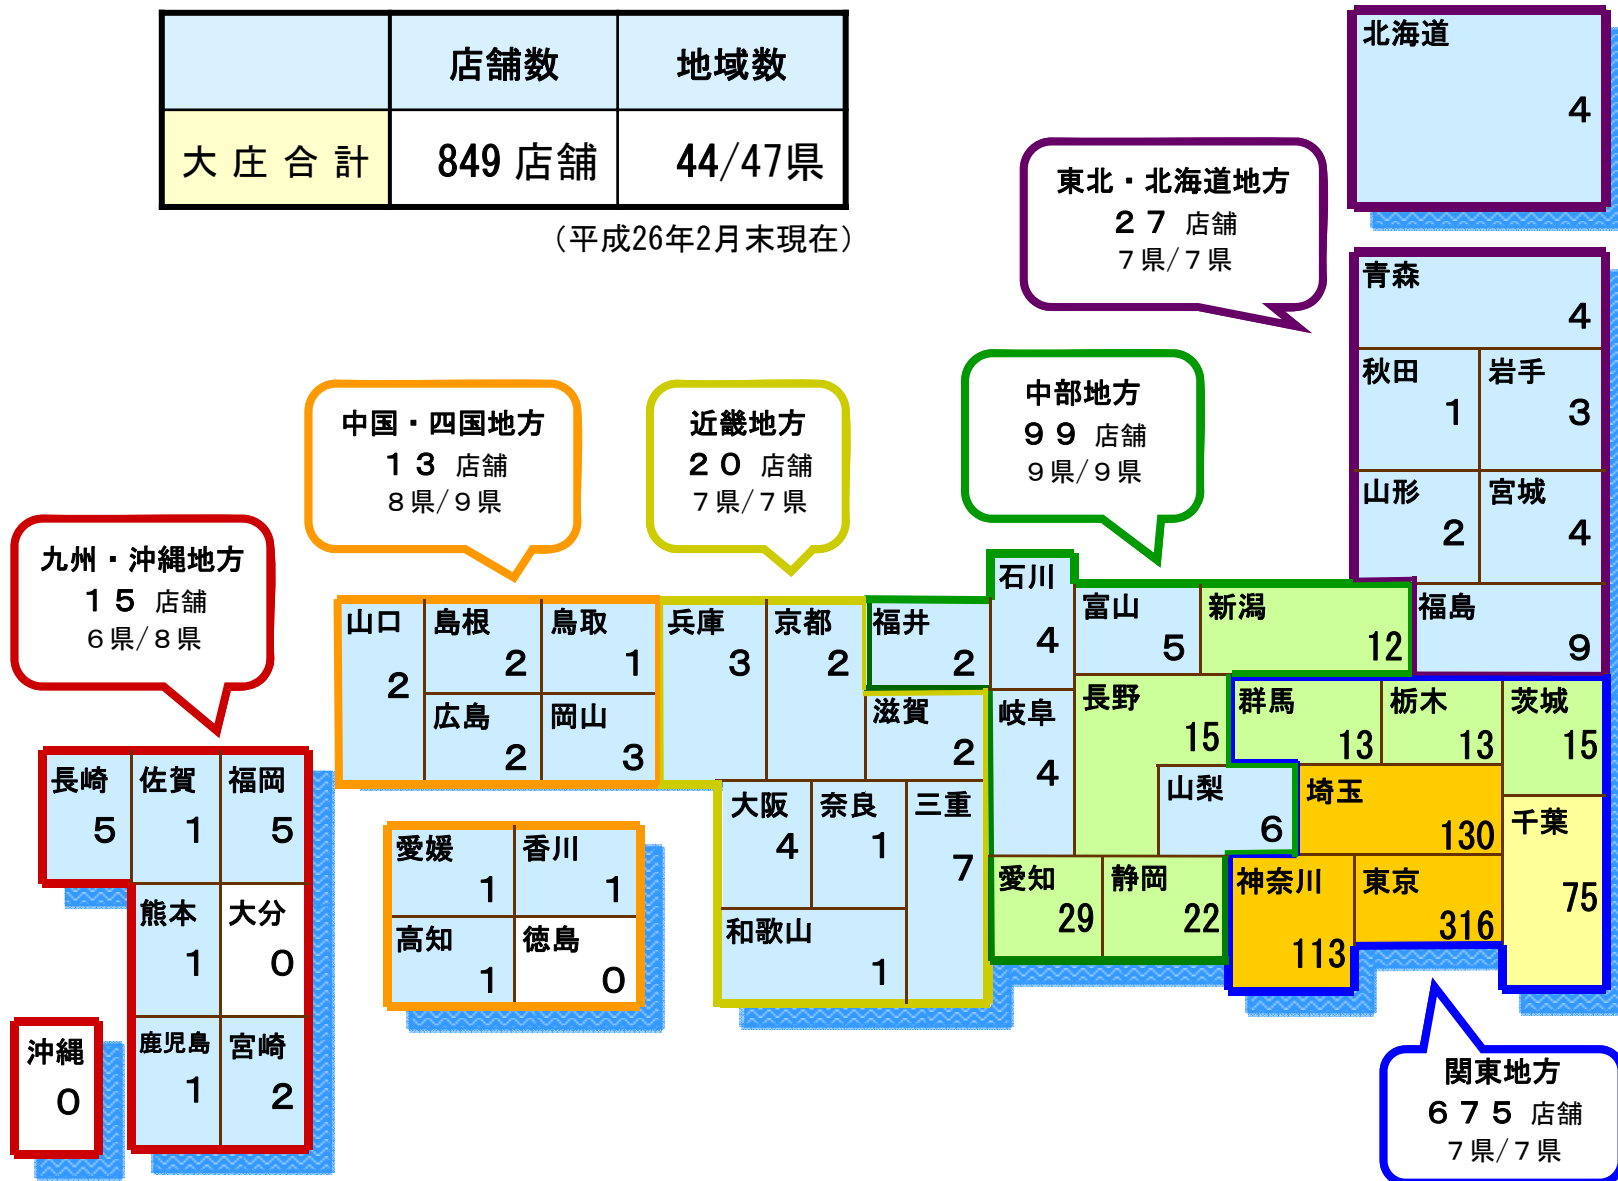 店舗数 地域数
大庄合計 849 店舗 44/47県
（平成26年2月末現在）
北海道
4
東北・北海道地方
27 店舗
7県/7県
青森
4
秋田
1
岩手
3
山形
2
宮城
4
福島
9
中部地方
99 店舗
9県/9県
石川
4
富山
5
新潟
12
福井
2
岐阜
4
長野
15
山梨
6
愛知
29
静岡
22
近畿地方
20 店舗
7県/7県
兵庫
3
京都
2
滋賀
2
大阪
4
奈良
1
三重
7
和歌山
1
中国・四国地方
13 店舗
8県/9県
山口
2
島根
2
鳥取
1
広島
2
岡山
3
愛媛
1
香川
1
高知
1
徳島
0
九州・沖縄地方
15 店舗
6県/8県
長崎
5
佐賀
1
福岡
5
熊本
1
大分
0
鹿児島
1
宮崎
2
沖縄
0
群馬
13
栃木
13
茨城
15
埼玉
130
千葉
75
神奈川
113
東京
316
関東地方
675 店舗
7県/7県